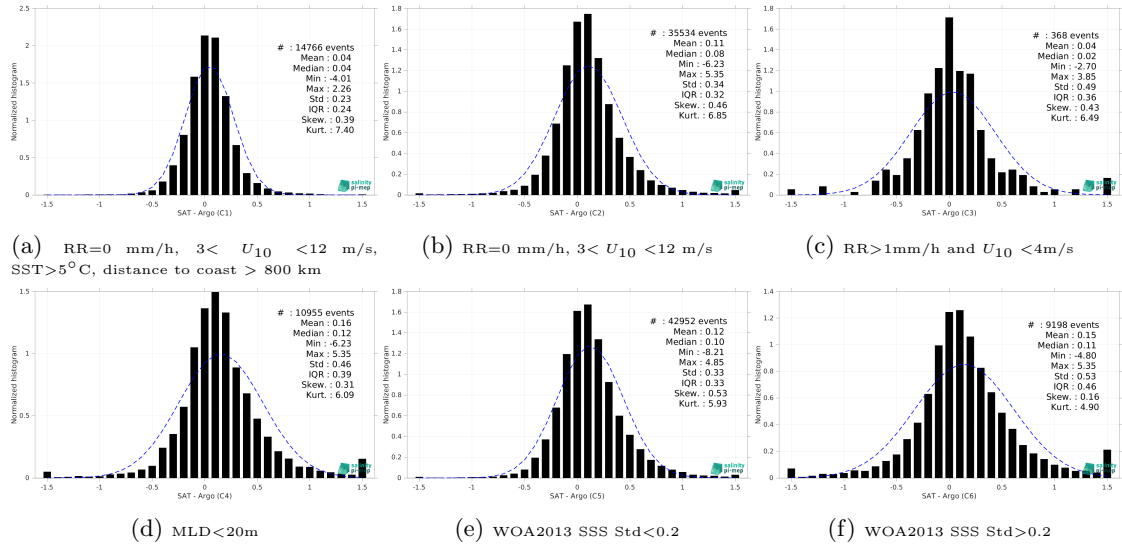 2.5
2
1.5
1
0.5
0
Normalized histogram
# : 14766 events
Mean : 0.04
Median : 0.04
Min : -4.01
Max : 2.26
Std : 0.23
IQR : 0.24
Skew. : 0.39
Kurt. : 7.40
salinity
pi-mep
-1.5 -1 -0.5 0 0.5 1 1.5
SAT - Argo (C1)
(a) RR=0 mm/h, 3< U10 <12 m/s,
SST>5°C, distance to coast > 800 km
1.8
1.6
1.4
1.2
1
0.8
0.6
0.4
0.2
0
Normalized histogram
# : 35534 events
Mean : 0.11
Median : 0.08
Min : -6.23
Max : 5.35
Std : 0.34
IQR : 0.32
Skew. : 0.46
Kurt. : 6.85
salinity
pi-mep
-1.5 -1 -0.5 0 0.5 1 1.5
SAT - Argo (C2)
(b) RR=0 mm/h, 3< U10 <12 m/s
1.8
1.6
1.4
1.2
1
0.8
0.6
0.4
0.2
0
Normalized histogram
# : 368 events
Mean : 0.04
Median : 0.02
Min : -2.70
Max : 3.85
Std : 0.49
IQR : 0.36
Skew. : 0.43
Kurt. : 6.49
salinity
pi-mep
-1.5 -1 -0.5 0 0.5 1 1.5
SAT - Argo (C3)
(c) RR>1mm/h and U10 <4m/s
1.5
1
0.5
0
Normalized histogram
# : 10955 events
Mean : 0.16
Median : 0.12
Min : -6.23
Max : 5.35
Std : 0.46
IQR : 0.39
Skew. : 0.31
Kurt. : 6.09
salinity
pi-mep
-1.5 -1 -0.5 0 0.5 1 1.5
SAT - Argo (C4)
(d) MLD<20m
1.8
1.6
1.4
1.2
1
0.8
0.6
0.4
0.2
0
Normalized histogram
# : 42952 events
Mean : 0.12
Median : 0.10
Min : -8.21
Max : 4.85
Std : 0.33
IQR : 0.33
Skew. : 0.53
Kurt. : 5.93
salinity
pi-mep
-1.5 -1 -0.5 0 0.5 1 1.5
SAT - Argo (C5)
(e) WOA2013 SSS Std<0.2
1.4
1.2
1
0.8
0.6
0.4
0.2
0
Normalized histogram
# : 9198 events
Mean : 0.15
Median : 0.11
Min : -4.80
Max : 5.35
Std : 0.53
IQR : 0.46
Skew. : 0.16
Kurt. : 4.90
salinity
pi-mep
-1.5 -1 -0.5 0 0.5 1 1.5
SAT - Argo (C6)
(f) WOA2013 SSS Std>0.2